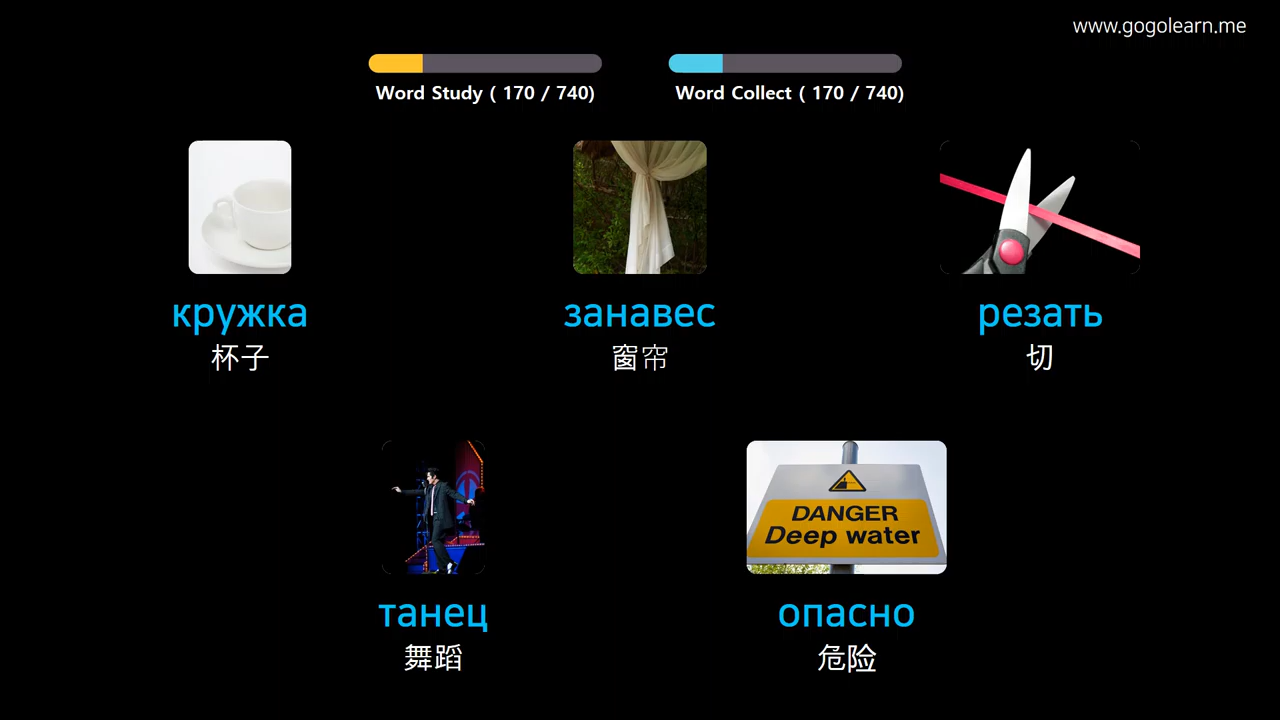 www.gogolearn.me
Word Study ( 170 / 740)
Word Collect ( 170 / 740)
кружка
杯子
занавес
窗帘
резать
切
танец
舞蹈
DANGER
Deep water
опасно
危险